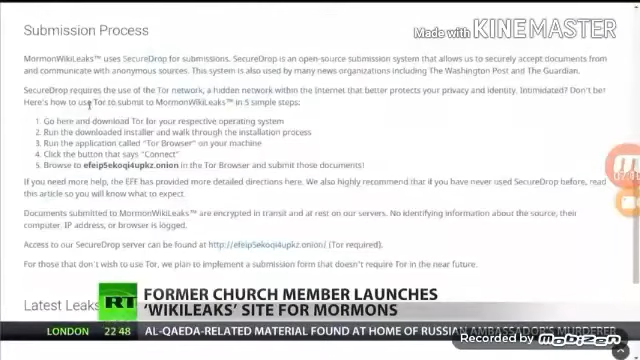 Submission Process
Made with KINEMASTER
MormonWikiLeaks™ uses SecureDrop for submissions. SecureDrop is an open-source submission system that allows us to securely accept documents from
and communicate with anonymous sources. This system is also used by many news organizations including The Washington Post and The Guardian.
SecureDrop requires the use of the Tor network, a hidden network within the Internet that better protects your privacy and identity. Intimidated? Don't be!
Here's how to use Tor to submit to MormonWikiLeaks™ in 5 simple steps:
1. Go here and download Tor for your respective operating system
2. Run the downloaded installer and walk through the installation process
3. Run the application called "Tor Browser" on your machine
4. Click the button that says "Connect"
5. Browse to efeip5ekoqi4upkz.onion in the Tor Browser and submit those documents!
If you need more help, the EFF has provided more detailed directions here. We also highly recommend that if you have never used SecureDrop before, read
this article so you will know what to expect.
Documents submitted to MormonWikiLeaks™ are encrypted in transit and at rest on our servers. No identifying information about the source, their
computer, IP address, or browser is logged.
Access to our SecureDrop server can be found at http://efeip5ekoqi4upkz.onion/ (Tor required).
For those that don't wish to use Tor, we plan to implement a submission form that doesn't require Tor in the near future.
Latest Leaks
RT
FORMER CHURCH MEMBER LAUNCHES
'WIKILEAKS' SITE FOR MORMONS
LONDON 22:48 AL-QAEDA-RELATED MATERIAL FOUND AT HOME OF RUSSIAN AMBASSADOR'S MURDERER
Recorded by mobizen